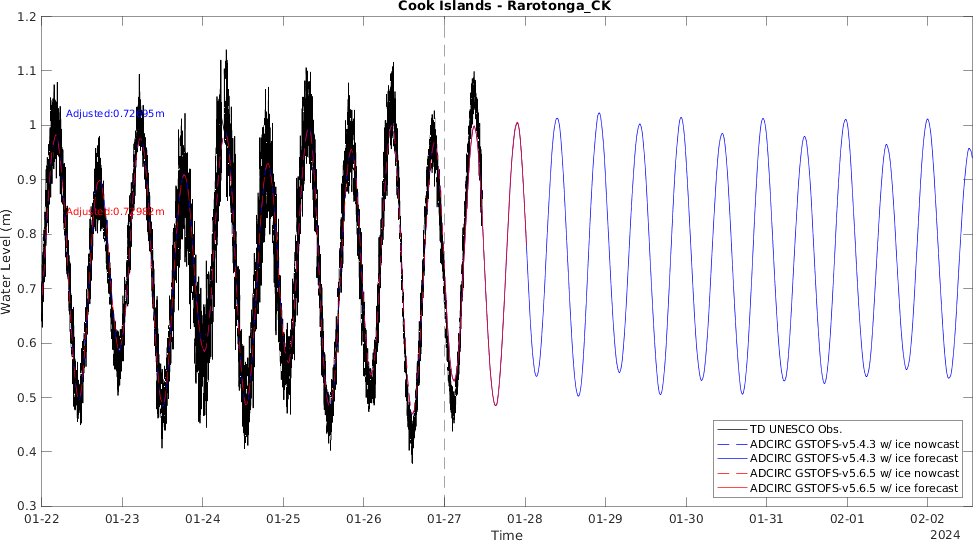 Cook Islands - Rarotonga_CK
1.2
1.1
1
0.9
0.8
0.7
0.6
0.5
0.4
0.3
Water Level (m)
TD UNESCO Obs.
ADCIRC GSTOFS-v5.4.3 w/ ice nowcast
ADCIRC GSTOFS-v5.4.3 w/ ice forecast
ADCIRC GSTOFS-v5.6.5 w/ ice nowcast
ADCIRC GSTOFS-v5.6.5 w/ ice forecast
01-22 01-23 01-24 01-25 01-26 01-27 01-28 01-29 01-30 01-31 02-01 02-02
Time
2024